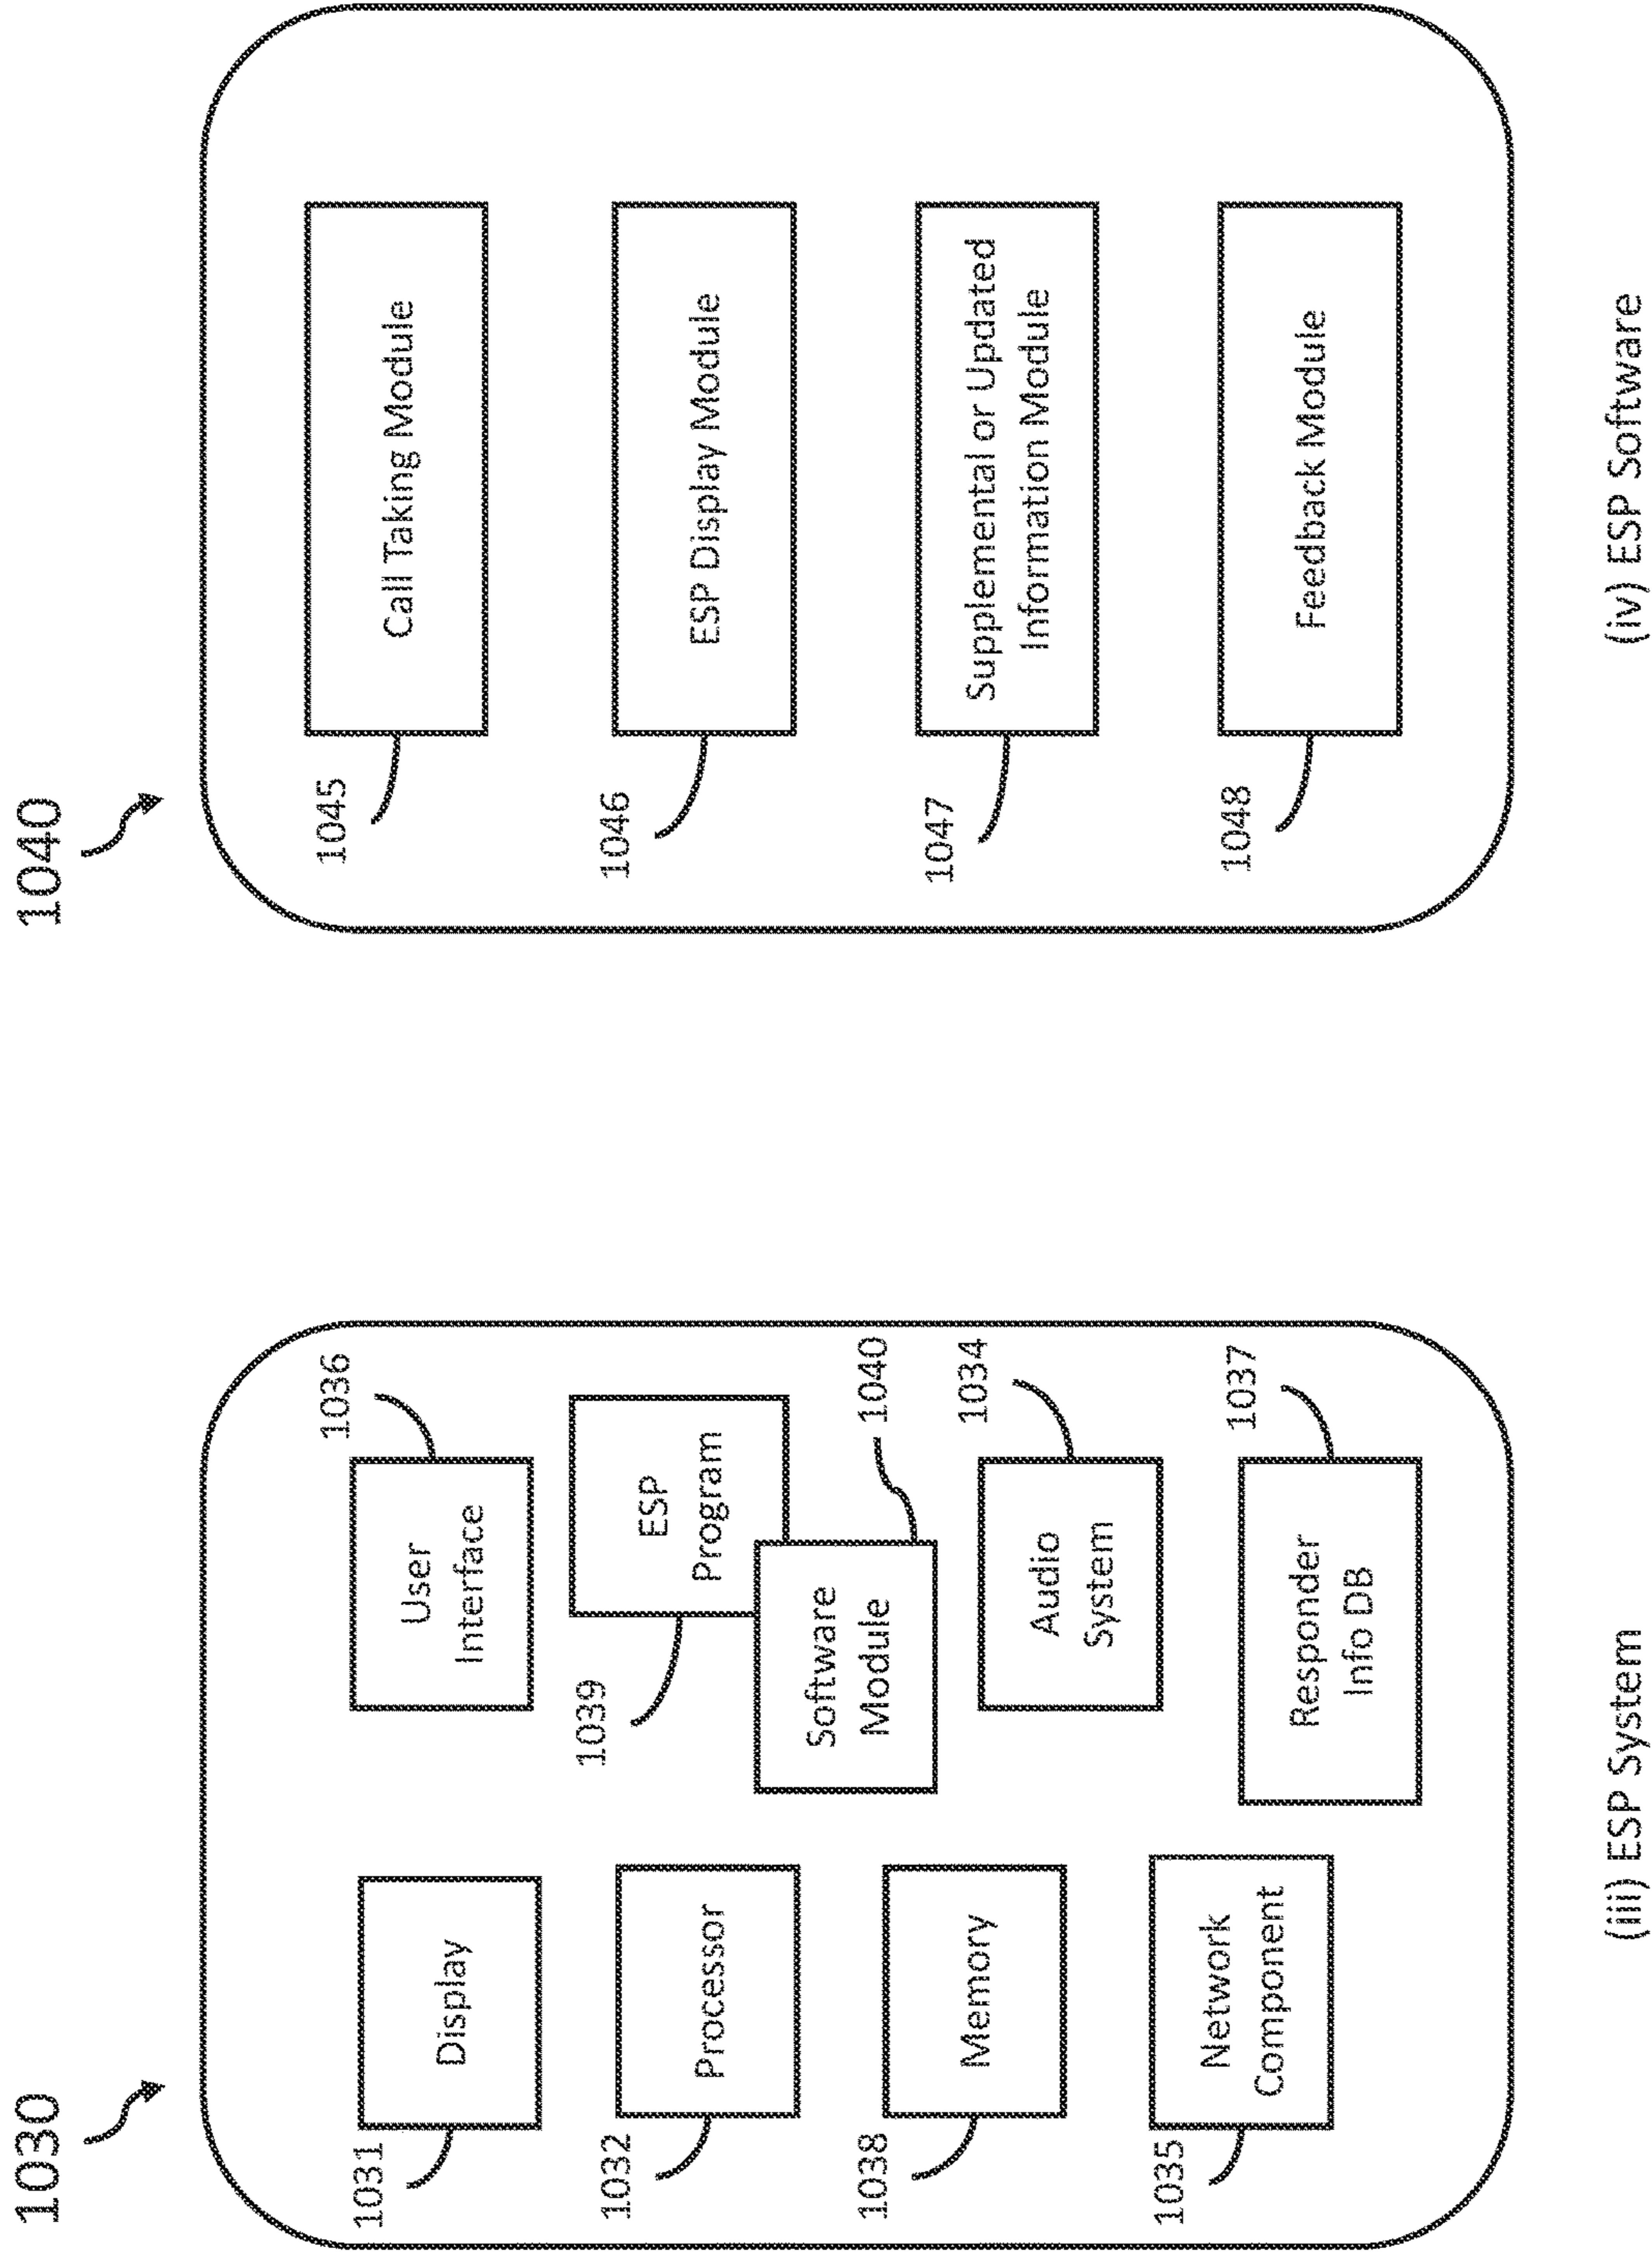 1030
1031
Display
1032
Processor
1038
Memory
1035
Network
Component
1036
User
Interface
1039
ESP
Program
Software
Module
1040
1034
Audio
System
1037
Responder
Info DB
(iii) ESP System
1040
1045
Call Taking Module
1046
ESP Display Module
1047
Supplemental or Updated
Information Module
1048
Feedback Module
(iv) ESP Software